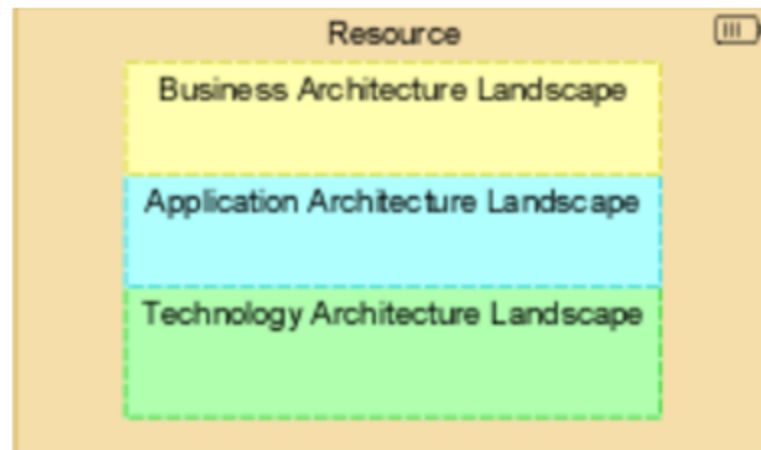 Resource
Business Architecture Landscape
Application Architecture Landscape
Technology Architecture Landscape